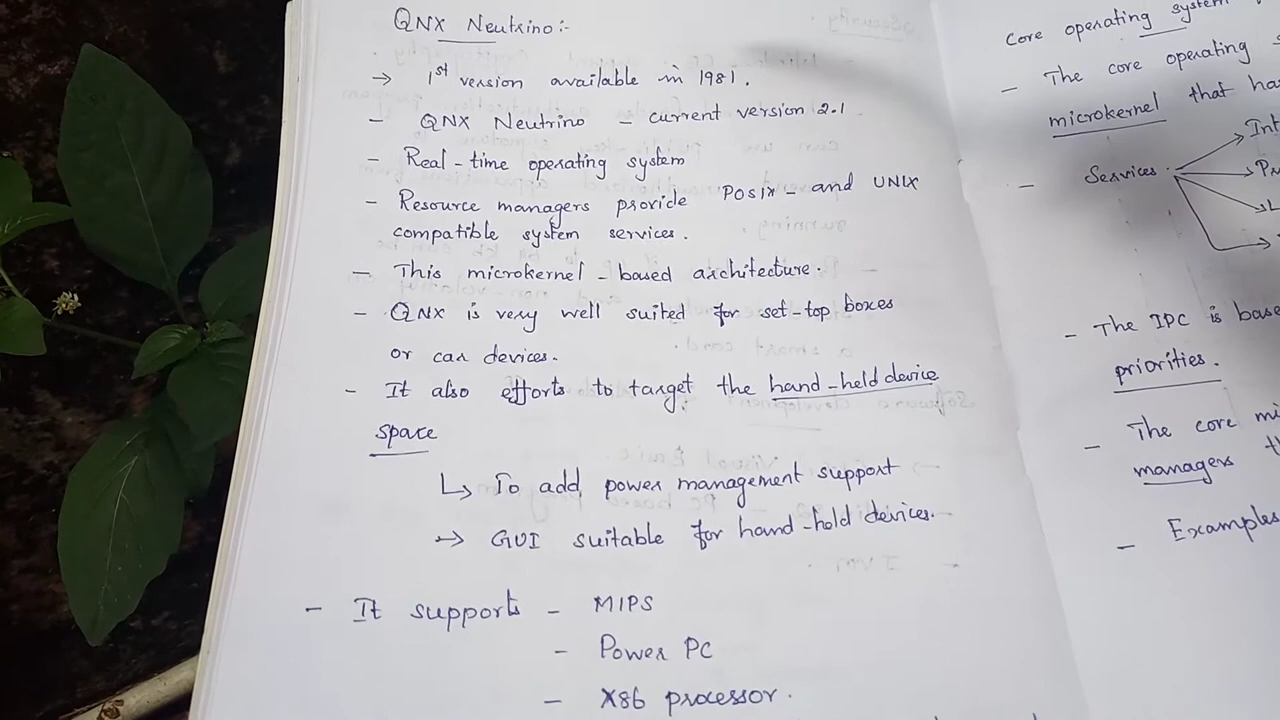 QNX Neutrino:-
→ 1st version available in 1981.
- QNX Neutrino - current version 2.1
- Real-time operating system
- Resource managers provide POSIX- and UNIX
compatible system services.
- This microkernel-based architecture.
- QNX is very well suited for set-top boxes
or car devices.
- It also efforts to target the hand-held device
space
↳ To add power management support
→ GUI suitable for hand-hold devices.
- It supports - MIPS
- Power PC
- X86 processor.
Core operating system
- The core operating
microkernel that ha
- Services
Int
- The IPC is base
priorities.
- The core mi
managers
- Examples